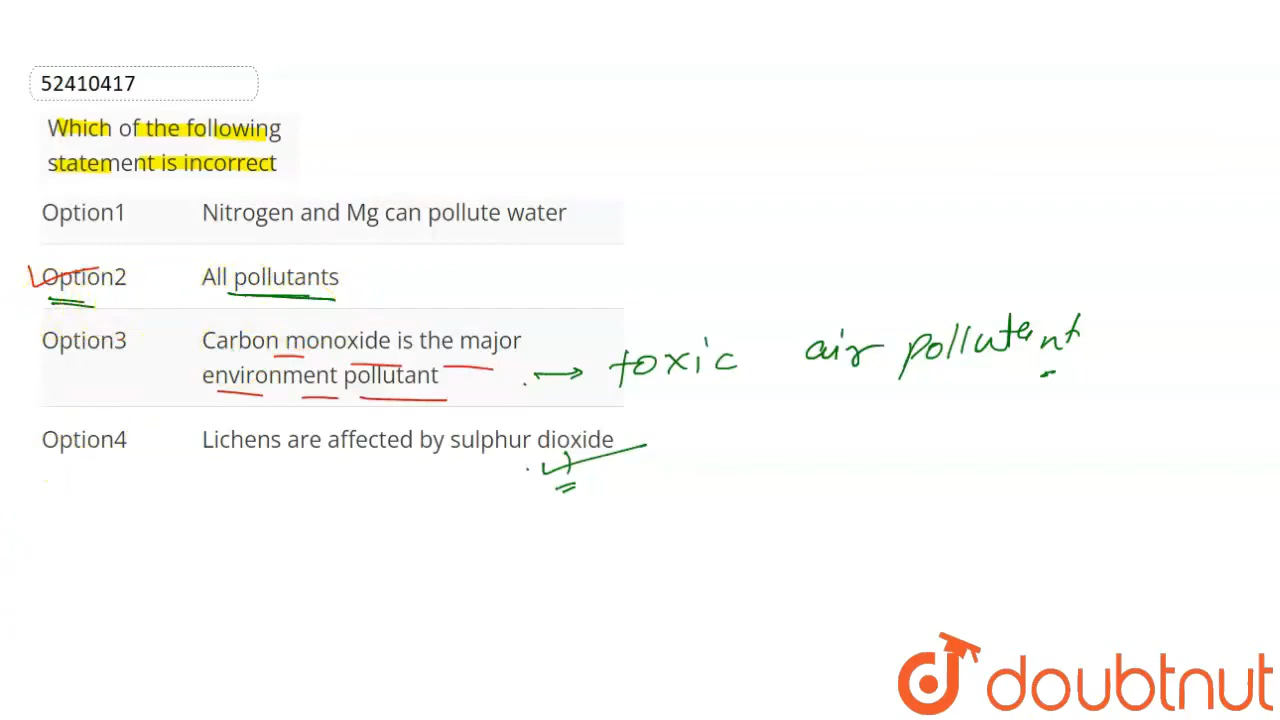 52410417
Which of the following
statement is incorrect
Option1 Nitrogen and Mg can pollute water
Option2 All pollutants
Option3 Carbon monoxide is the major
environment pollutant
toxic air pollutant
Option4 Lichens are affected by sulphur dioxide
doubtnut